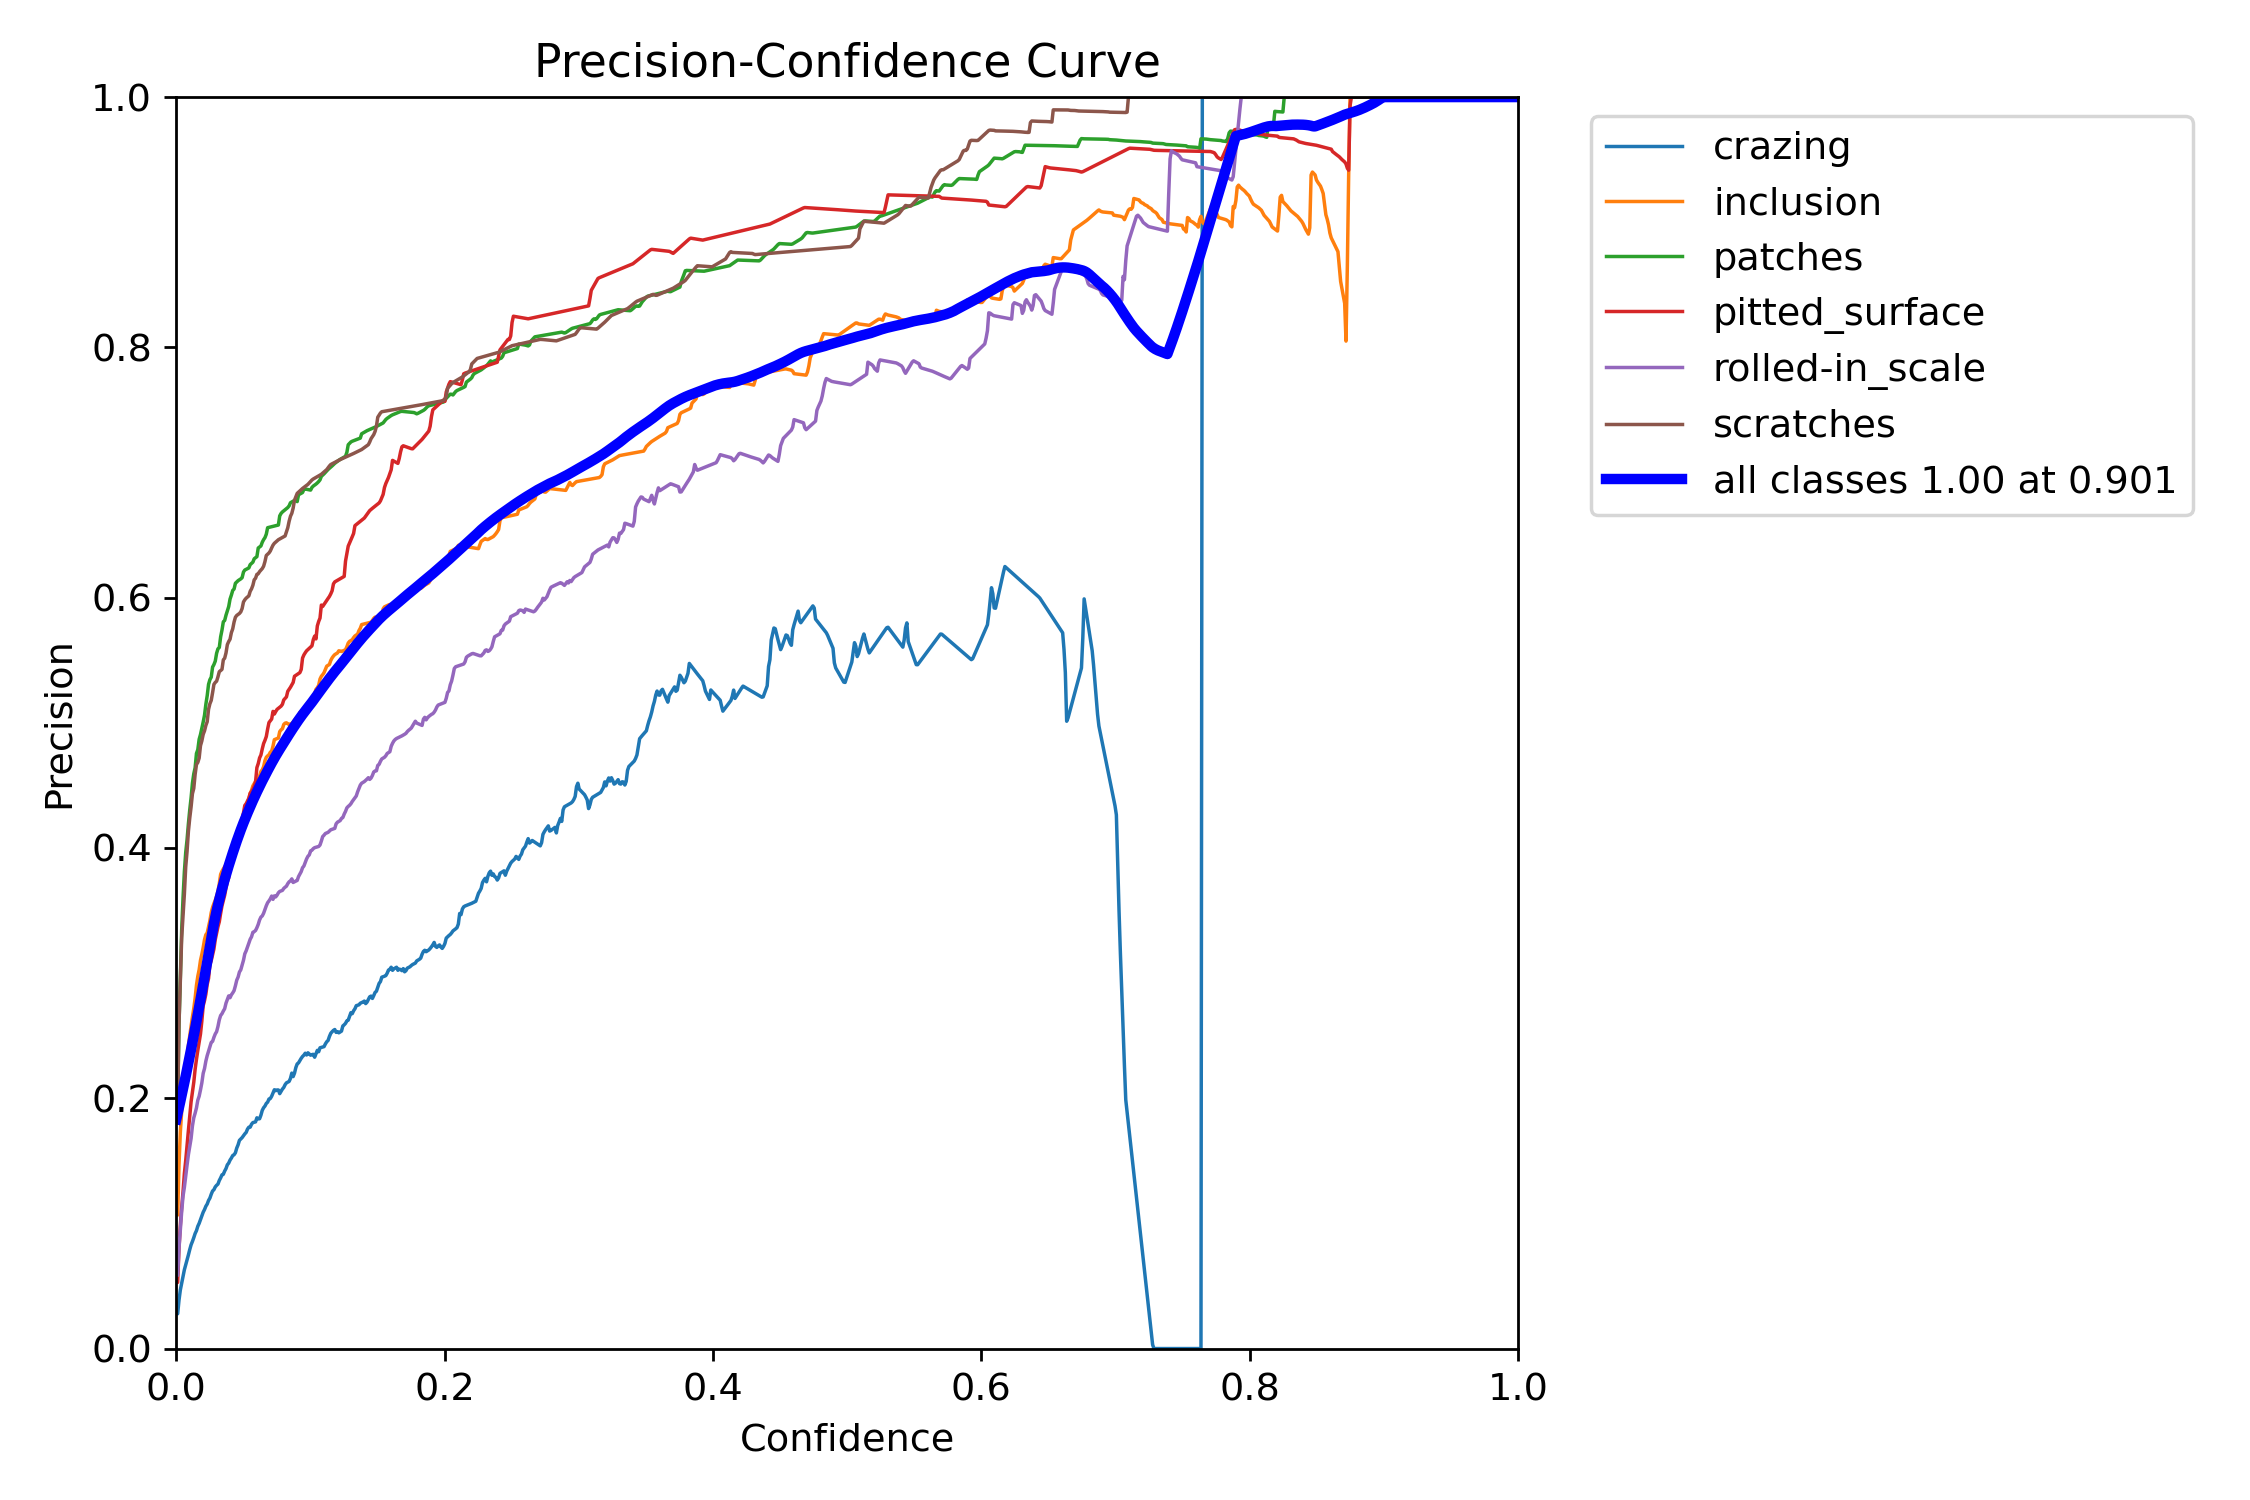 Precision-Confidence Curve
1.0
0.8
0.6
0.4
0.2
0.0
Precision
0.0 0.2 0.4 0.6 0.8 1.0
Confidence
crazing
inclusion
patches
pitted_surface
rolled-in_scale
scratches
all classes 1.00 at 0.901